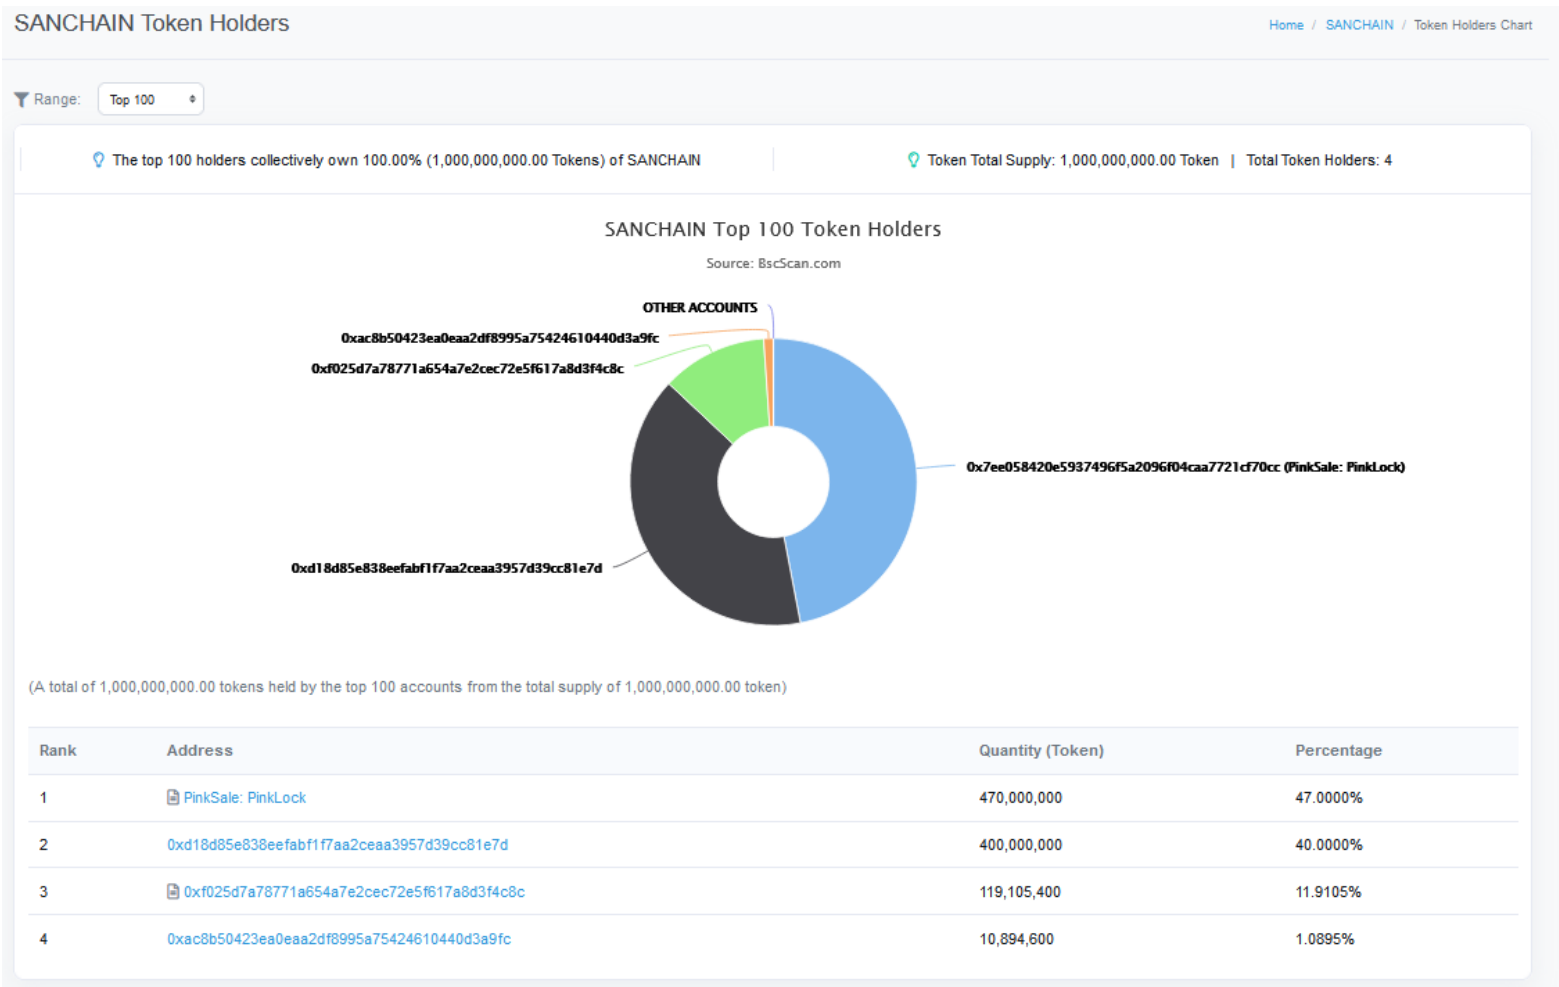 SANCHAIN Token Holders
Home / SANCHAIN / Token Holders Chart
Range: Top 100
The top 100 holders collectively own 100.00% (1,000,000,000.00 Tokens) of SANCHAIN
Token Total Supply: 1,000,000,000.00 Token | Total Token Holders: 4
SANCHAIN Top 100 Token Holders
Source: BscScan.com
OTHER ACCOUNTS
0xac8b50423ea0eaa2df8995a75424610440d3a9fc
0xf025d7a78771a654a7e2cec72e5f617a8d3f4c8c
0x7ee058420e5937496f5a2096f04caa7721cf70cc (PinkSale: PinkLock)
0xd18d85e838eefabf1f7aa2ceaa3957d39cc81e7d
(A total of 1,000,000,000.00 tokens held by the top 100 accounts from the total supply of 1,000,000,000.00 token)
Rank Address Quantity (Token) Percentage
1 PinkSale: PinkLock 470,000,000 47.0000%
2 0xd18d85e838eefabf1f7aa2ceaa3957d39cc81e7d 400,000,000 40.0000%
3 0xf025d7a78771a654a7e2cec72e5f617a8d3f4c8c 119,105,400 11.9105%
4 0xac8b50423ea0eaa2df8995a75424610440d3a9fc 10,894,600 1.0895%